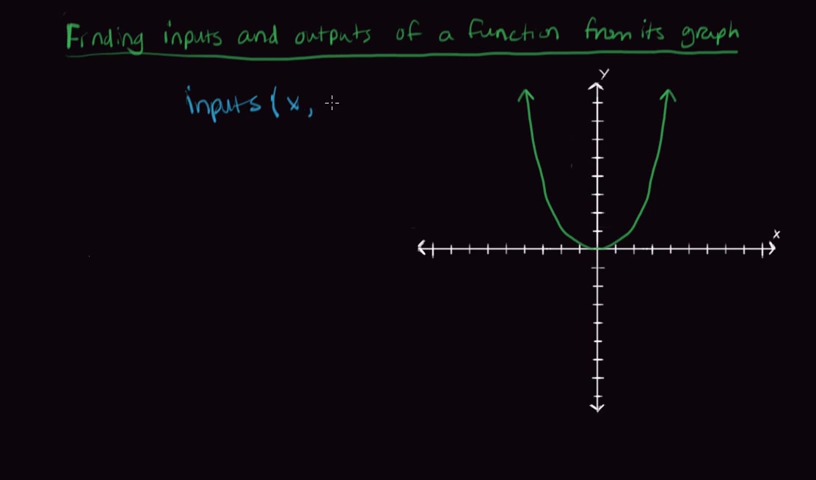 Finding inputs and outputs of a function from its graph
inputs (x,
y
x